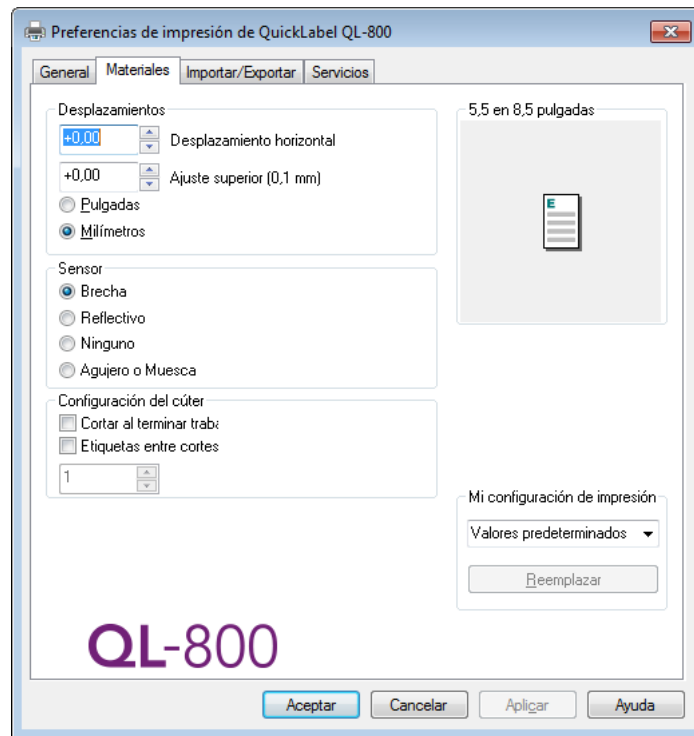 Preferencias de impresión de QuickLabel QL-800
General Materiales Importar/Exportar Servicios
Desplazamientos
+0,00 Desplazamiento horizontal
+0,00 Ajuste superior (0,1 mm)
Pulgadas
Milímetros
Sensor
Brecha
Reflectivo
Ninguno
Agujero o Muesca
Configuración del cúter
Cortar al terminar traba
Etiquetas entre cortes
1
5,5 en 8,5 pulgadas
E
Mi configuración de impresión
Valores predeterminados
Reemplazar
QL-800
Aceptar Cancelar Aplicar Ayuda